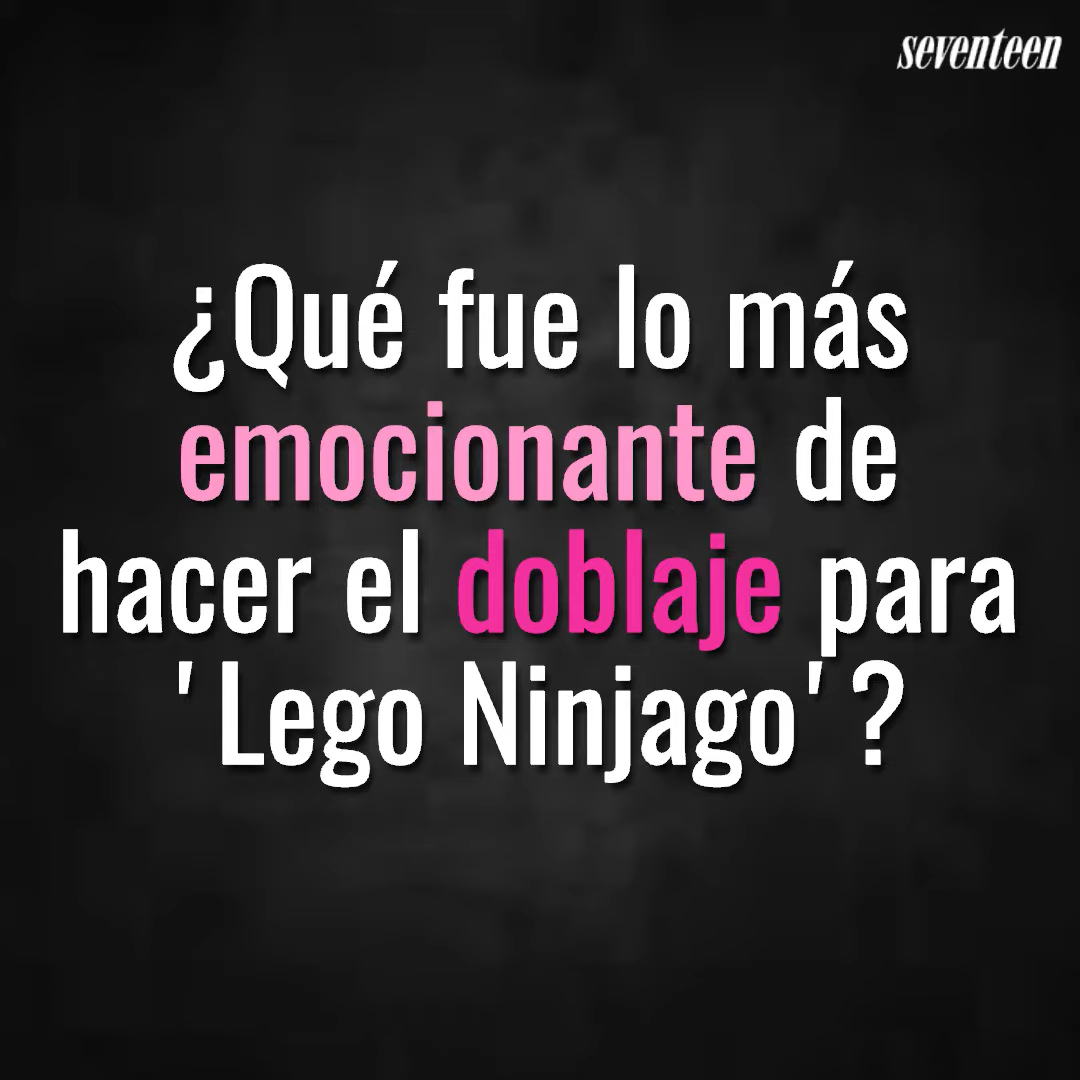 seventeen
¿Qué fue lo más
emocionante de
hacer el doblaje para
'Lego Ninjago'?